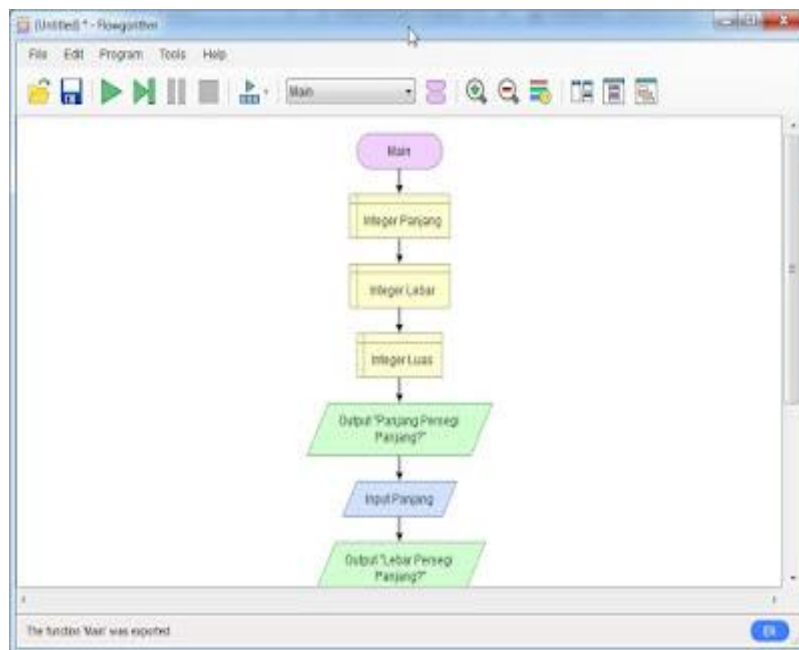 (Untitled) * - Flowgorithm
File Edit Program Tools Help
Main
Main
Integer Panjang
Integer Lebar
Integer Luas
Output "Panjang Persegi
Panjang?"
Input Panjang
Output "Lebar Persegi
Panjang?"
The function 'Main' was exported